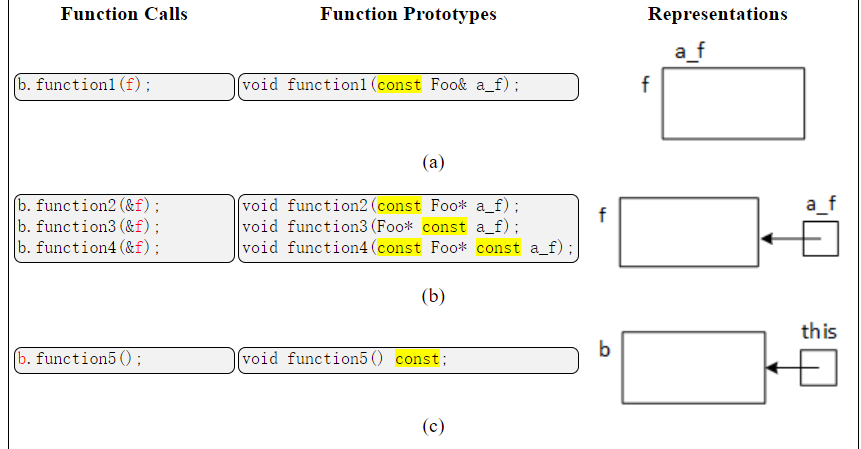 Function Calls Function Prototypes Representations
a_f
b.function1(f); void function1(const Foo& a_f); f
(a)
b.function2(&f); void function2(const Foo* a_f); f a_f
b.function3(&f); void function3(Foo* const a_f);
b.function4(&f); void function4(const Foo* const a_f);
(b)
b this
b.function5(); void function5() const;
(c)